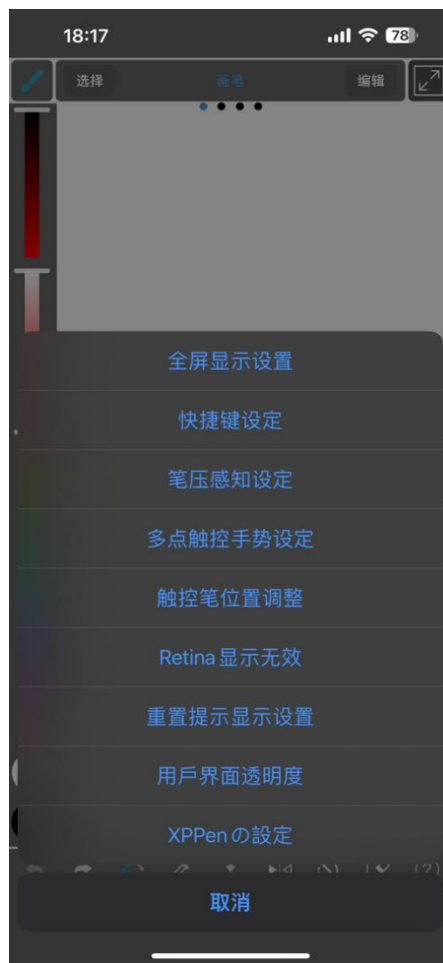 18:17
78
选择
画笔
编辑
全屏显示设置
快捷键设定
笔压感知设定
多点触控手势设定
触控笔位置调整
Retina显示无效
重置提示显示设置
用戶界面透明度
XPPenの設定
(?)
取消